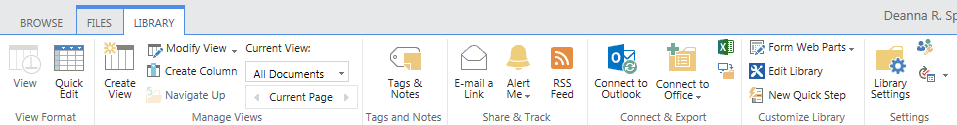 BROWSE FILES LIBRARY Deanna R. Sp
View
Quick Edit
View Format
Create View
Modify View
Create Column
Navigate Up
Current View:
All Documents
Current Page
Manage Views
Tags & Notes
Tags and Notes
E-mail a Link
Alert Me
RSS Feed
Share & Track
Connect to Outlook
Connect to Office
Connect & Export
Form Web Parts
Edit Library
New Quick Step
Customize Library
Library Settings
Settings